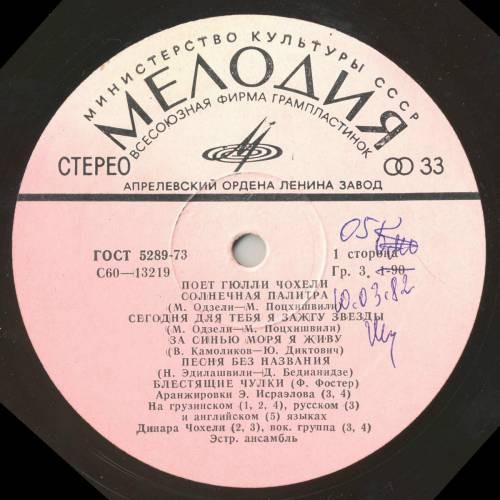 МИНИСТЕРСТВО КУЛЬТУРЫ СССР
МЕЛОДИЯ
ВСЕСОЮЗНАЯ ФИРМА ГРАМПЛАСТИНОК
СТЕРЕО
33
АПРЕЛЕВСКИЙ ОРДЕНА ЛЕНИНА ЗАВОД
ГОСТ 5289-73
1 сторона
С60—13219
Гр. 3. 1-90
05к
10.03.82
ПОЕТ ГЮЛЛИ ЧОХЕЛИ
СОЛНЕЧНАЯ ПАЛИТРА
(М. Одзели—М. Поцхишвили)
СЕГОДНЯ ДЛЯ ТЕБЯ Я ЗАЖГУ ЗВЕЗДЫ
(М. Одзели—М. Поцхишвили)
ЗА СИНЬЮ МОРЯ Я ЖИВУ
(В. Камоликов—Ю. Диктович)
ПЕСНЯ БЕЗ НАЗВАНИЯ
(Н. Эдилашвили—Д. Бедианидзе)
БЛЕСТЯЩИЕ ЧУЛКИ (Ф. Фостер)
Аранжировки Э. Исраэлова (3, 4)
На грузинском (1, 2, 4), русском (3)
и английском (5) языках
Динара Чохели (2, 3), вок. группа (3, 4)
Эстр. ансамбль